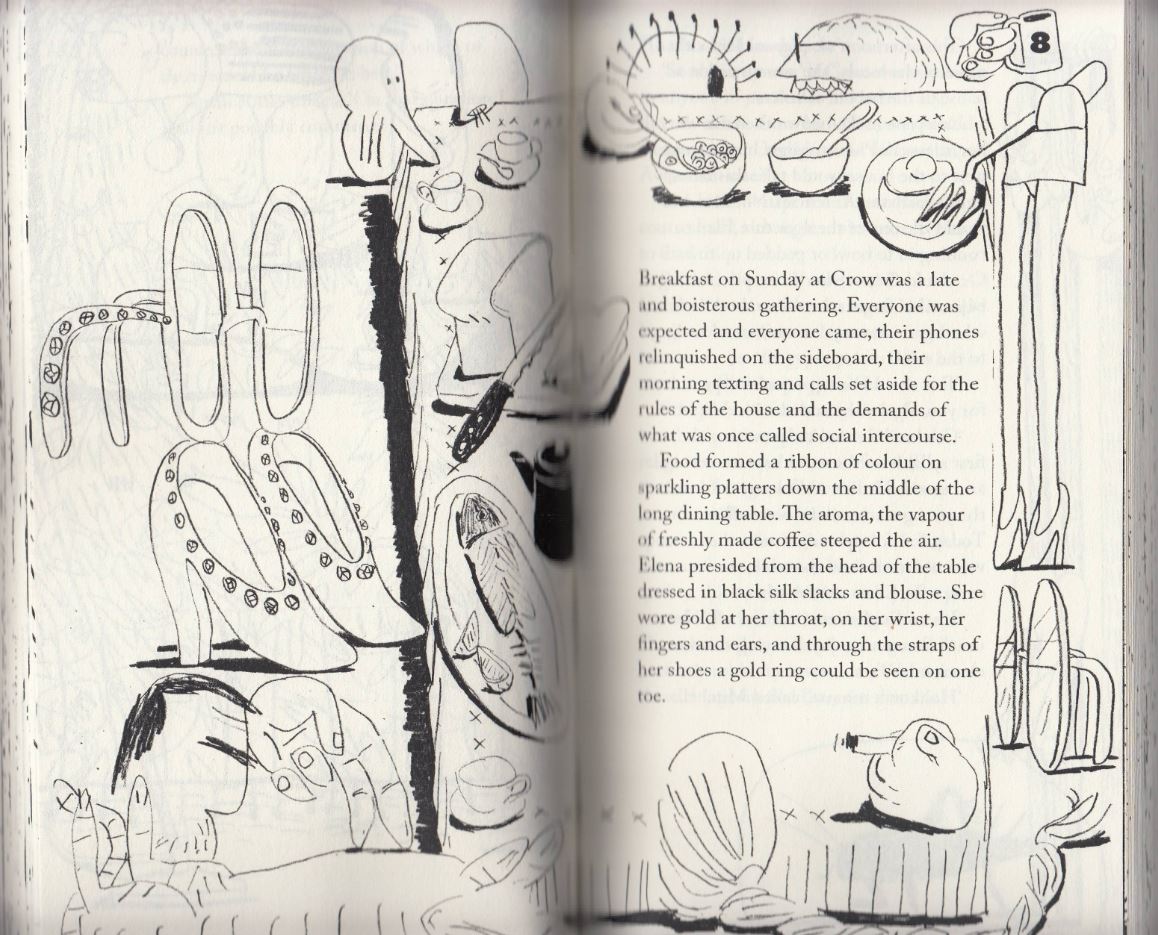 8
Breakfast on Sunday at Crow was a late
and boisterous gathering. Everyone was
expected and everyone came, their phones
relinquished on the sideboard, their
morning texting and calls set aside for the
rules of the house and the demands of
what was once called social intercourse.
Food formed a ribbon of colour on
sparkling platters down the middle of the
long dining table. The aroma, the vapour
of freshly made coffee steeped the air.
Elena presided from the head of the table
dressed in black silk slacks and blouse. She
wore gold at her throat, on her wrist, her
fingers and ears, and through the straps of
her shoes a gold ring could be seen on one
toe.